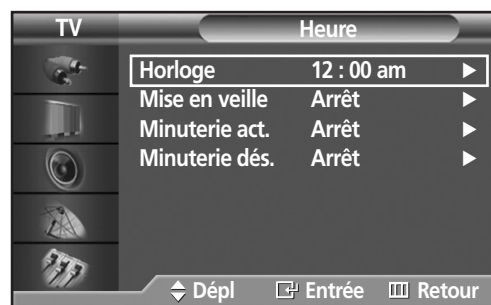 TV Heure
Horloge 12 : 00 am
Mise en veille Arrêt
Minuterie act. Arrêt
Minuterie dés. Arrêt
Dépl Entrée Retour